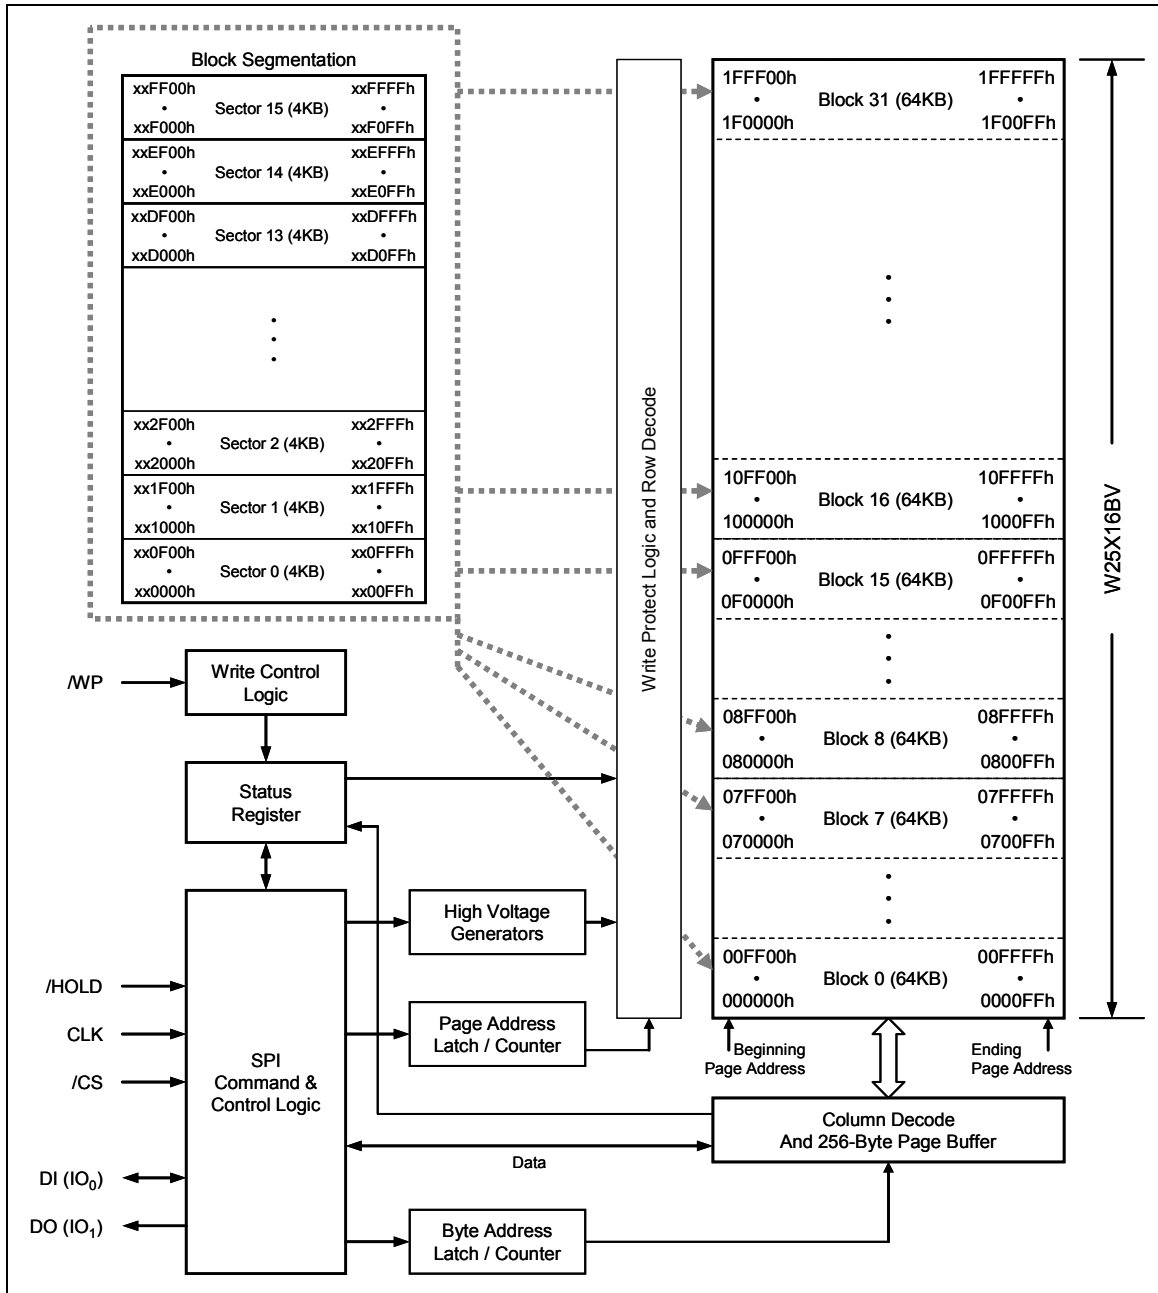 Block Segmentation
xxFF00h xxFFFFh
Sector 15 (4KB)
xxF000h xxF0FFh
xxEF00h xxEFFFh
Sector 14 (4KB)
xxE000h xxE0FFh
xxDF00h xxDFFFh
Sector 13 (4KB)
xxD000h xxD0FFh
xx2F00h xx2FFFh
Sector 2 (4KB)
xx2000h xx20FFh
xx1F00h xx1FFFh
Sector 1 (4KB)
xx1000h xx10FFh
xx0F00h xx0FFFh
Sector 0 (4KB)
xx0000h xx00FFh
Write Protect Logic and Row Decode
1FFF00h 1FFFFFh
Block 31 (64KB)
1F0000h 1F00FFh
10FF00h 10FFFFh
Block 16 (64KB)
100000h 1000FFh
0FFF00h 0FFFFFh
Block 15 (64KB)
0F0000h 0F00FFh
08FF00h 08FFFFh
Block 8 (64KB)
080000h 0800FFh
07FF00h 07FFFFh
Block 7 (64KB)
070000h 0700FFh
00FF00h 00FFFFh
Block 0 (64KB)
000000h 0000FFh
W25X16BV
Beginning
Page Address
Ending
Page Address
/WP
Write Control
Logic
Status
Register
High Voltage
Generators
/HOLD
CLK
/CS
DI (IO0)
DO (IO1)
SPI
Command &
Control Logic
Page Address
Latch / Counter
Column Decode
And 256-Byte Page Buffer
Data
Byte Address
Latch / Counter